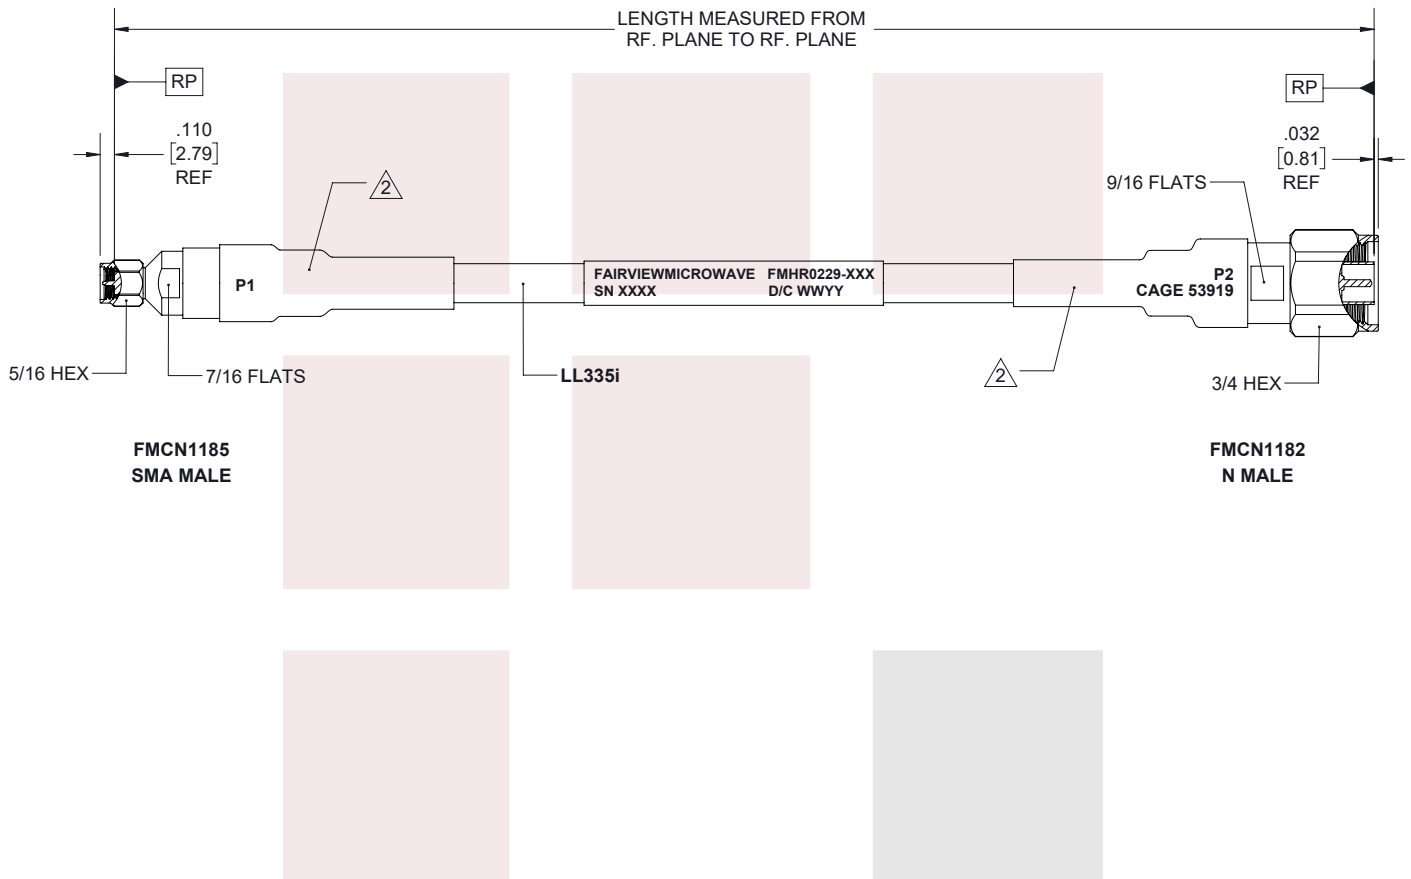 LENGTH MEASURED FROM
RF. PLANE TO RF. PLANE
RP
RP
.110
[2.79]
REF
.032
[0.81]
REF
2
9/16 FLATS
P1
FAIRVIEWMICROWAVE FMHR0229-XXX
SN XXXX D/C WWYY
P2
CAGE 53919
5/16 HEX
7/16 FLATS
LL335i
2
3/4 HEX
FMCN1185
SMA MALE
FMCN1182
N MALE